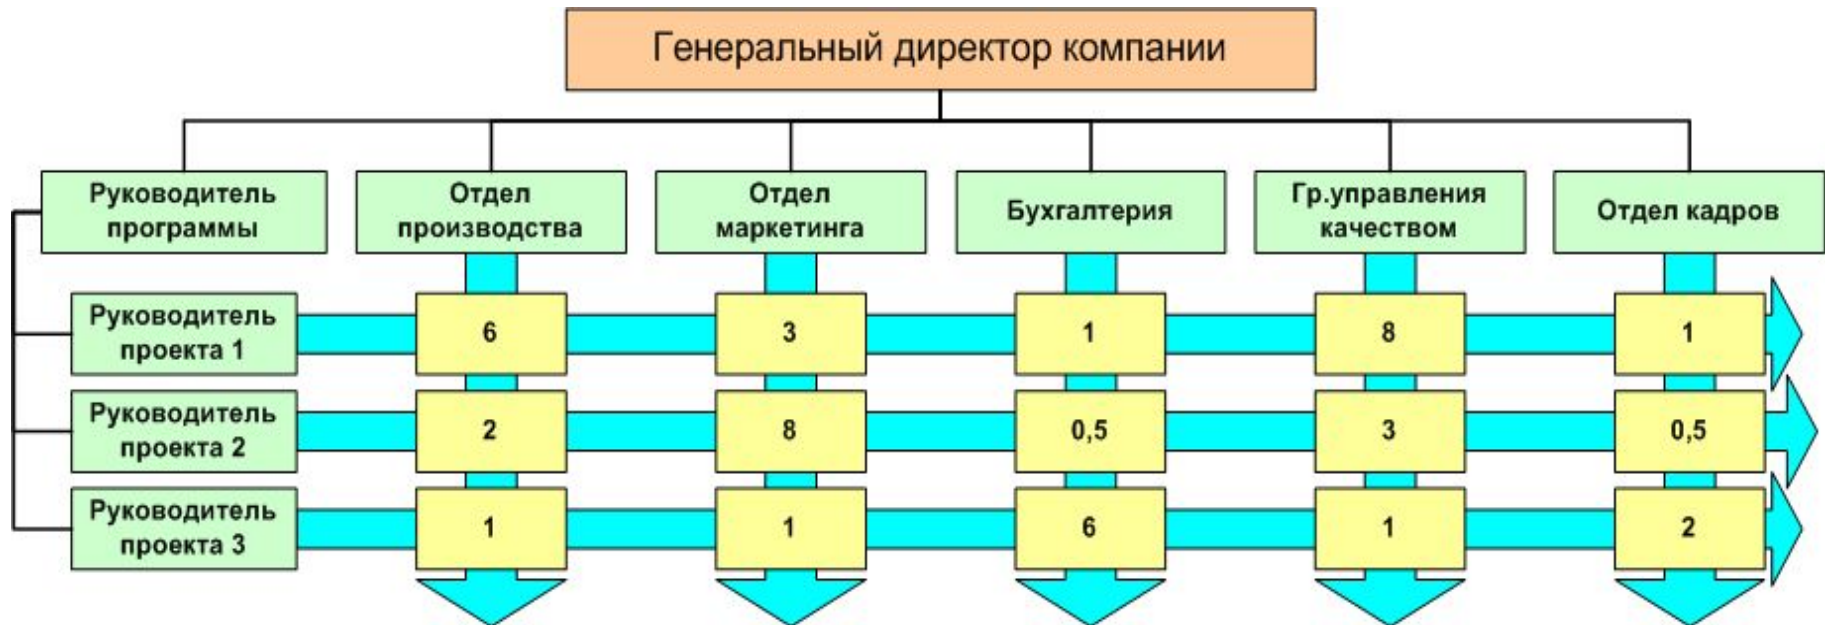 Генеральный директор компании
Руководитель
программы
Отдел
производства
Отдел
маркетинга
Бухгалтерия
Гр.управления
качеством
Отдел кадров
Руководитель
проекта 1
6
3
1
8
1
Руководитель
проекта 2
2
8
0,5
3
0,5
Руководитель
проекта 3
1
1
6
1
2